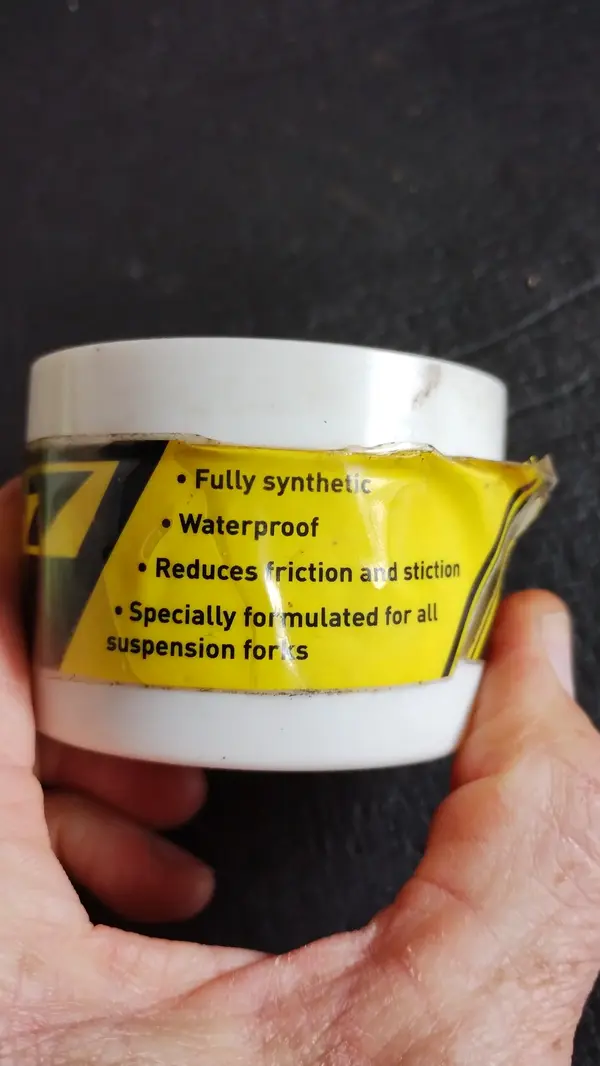 • Fully synthetic
• Waterproof
• Reduces friction and stiction
• Specially formulated for all
suspension forks